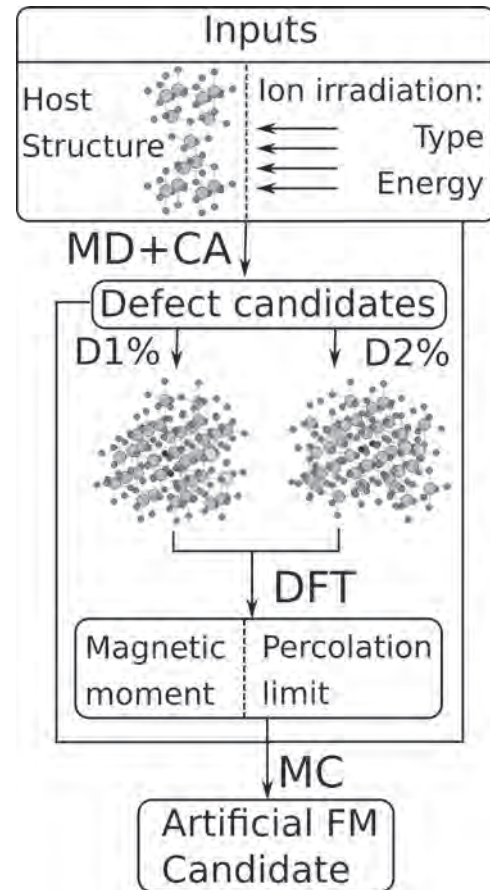 Inputs
Host
Structure
Ion irradiation:
Type
Energy
MD+CA
Defect candidates
D1%
D2%
DFT
Magnetic
moment
Percolation
limit
MC
Artificial FM
Candidate